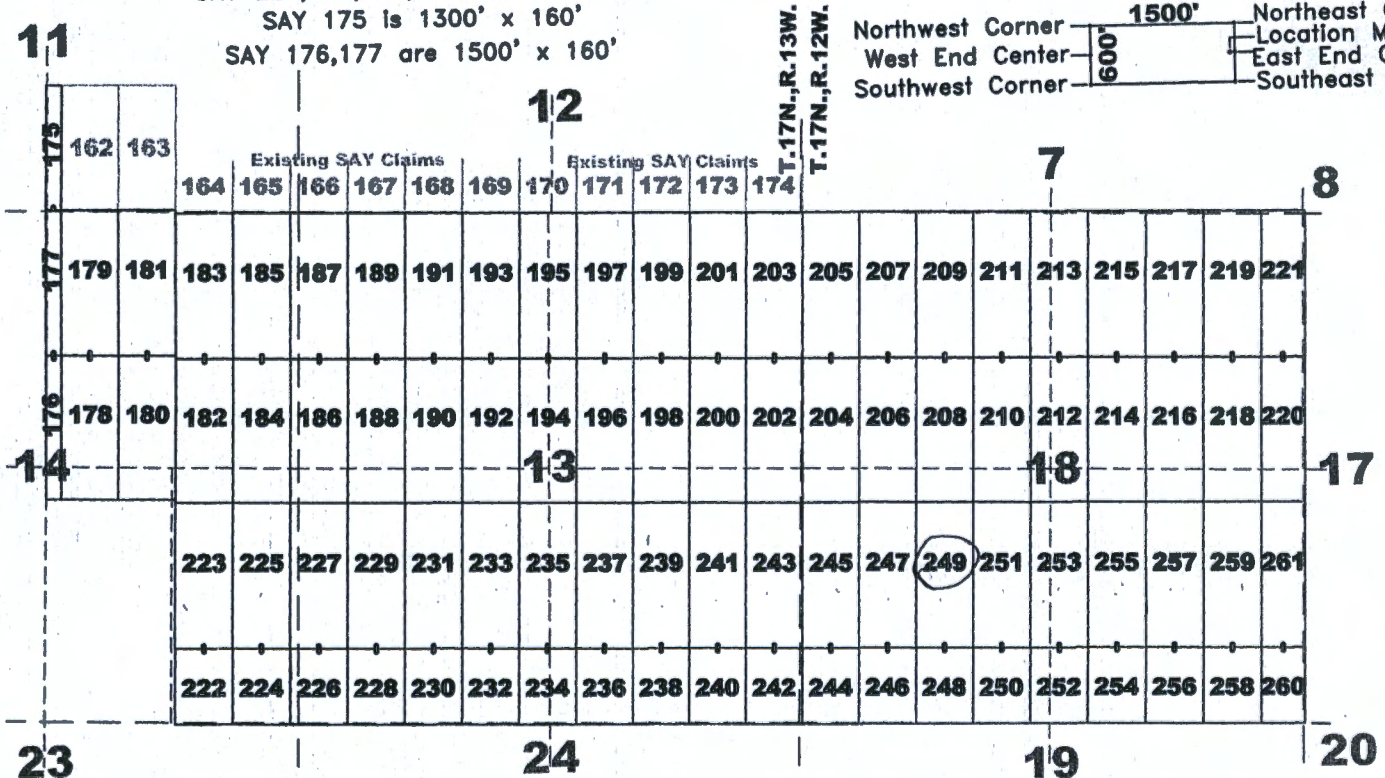 SAY 175 is 1300' x 160'
SAY 176,177 are 1500' x 160'
T.17N.,R.13W.
T.17N.,R.12W.
1500'
600'
Northwest Corner
West End Center
Southwest Corner
Northeast
Location
East End
Southeast
11
12
7
8
175 162 163
Existing SAY Claims Existing SAY Claims
164 165 166 167 168 169 170 171 172 173 174
177 179 181 183 185 187 189 191 193 195 197 199 201 203 205 207 209 211 213 215 217 219 221
176 178 180 182 184 186 188 190 192 194 196 198 200 202 204 206 208 210 212 214 216 218 220
14 13 18 17
223 225 227 229 231 233 235 237 239 241 243 245 247 249 251 253 255 257 259 261
222 224 226 228 230 232 234 236 238 240 242 244 246 248 250 252 254 256 258 260
23 24 19 20